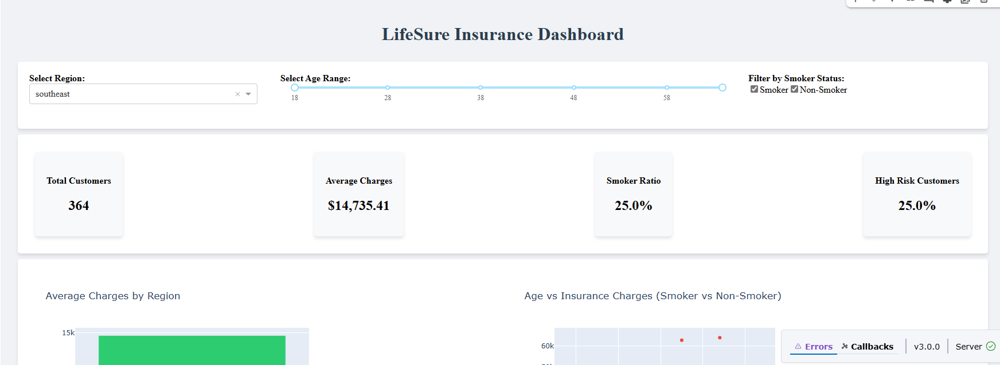 LifeSure Insurance Dashboard
Select Region:
southeast
Select Age Range:
18 28 38 48 58
Filter by Smoker Status:
Smoker Non-Smoker
Total Customers
364
Average Charges
$14,735.41
Smoker Ratio
25.0%
High Risk Customers
25.0%
Average Charges by Region
15k
Age vs Insurance Charges (Smoker vs Non-Smoker)
60k
Errors Callbacks v3.0.0 Server